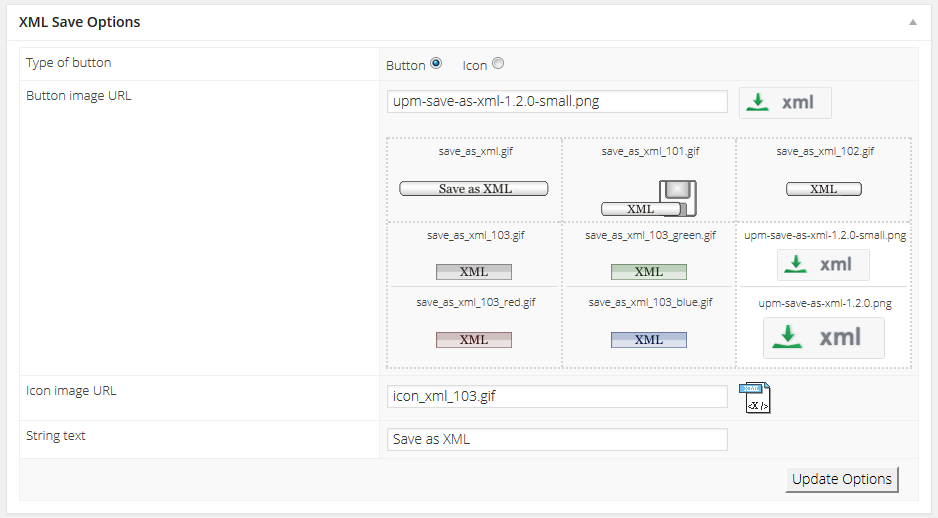 XML Save Options
Type of button
Button Icon
Button image URL
upm-save-as-xml-1.2.0-small.png xml
save_as_xml.gif save_as_xml_101.gif save_as_xml_102.gif
Save as XML XML XML
save_as_xml_103.gif save_as_xml_103_green.gif upm-save-as-xml-1.2.0-small.png
XML XML xml
save_as_xml_103_red.gif save_as_xml_103_blue.gif upm-save-as-xml-1.2.0.png
XML XML xml
Icon image URL
icon_xml_103.gif XML
<X/>
String text
Save as XML
Update Options